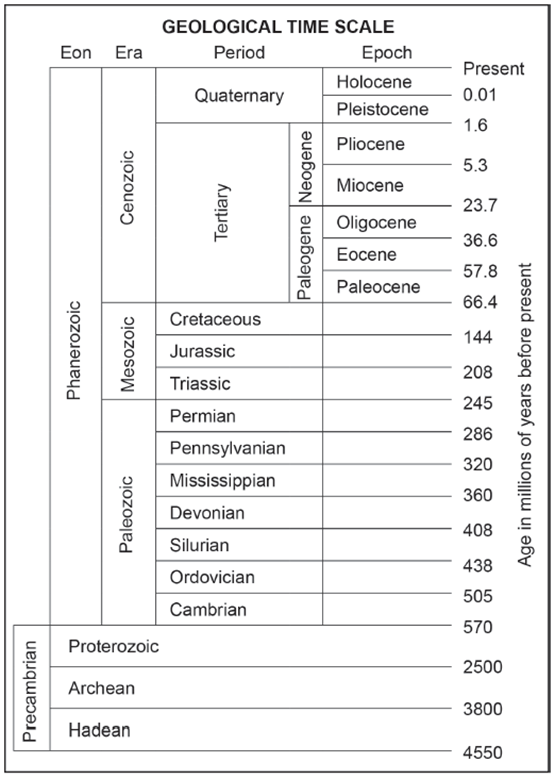 GEOLOGICAL TIME SCALE
Eon Era Period Epoch
Present
Holocene
0.01
Quaternary
Pleistocene
1.6
Pliocene
5.3
Neogene
Miocene
23.7
Cenozoic
Tertiary
Oligocene
36.6
Paleogene
Eocene
57.8
Paleocene
66.4
Cretaceous
144
Mesozoic
Jurassic
208
Triassic
245
Phanerozoic
Permian
286
Pennsylvanian
320
Mississippian
360
Paleozoic
Devonian
408
Silurian
438
Ordovician
505
Cambrian
570
Age in millions of years before present
Precambrian
Proterozoic
2500
Archean
3800
Hadean
4550